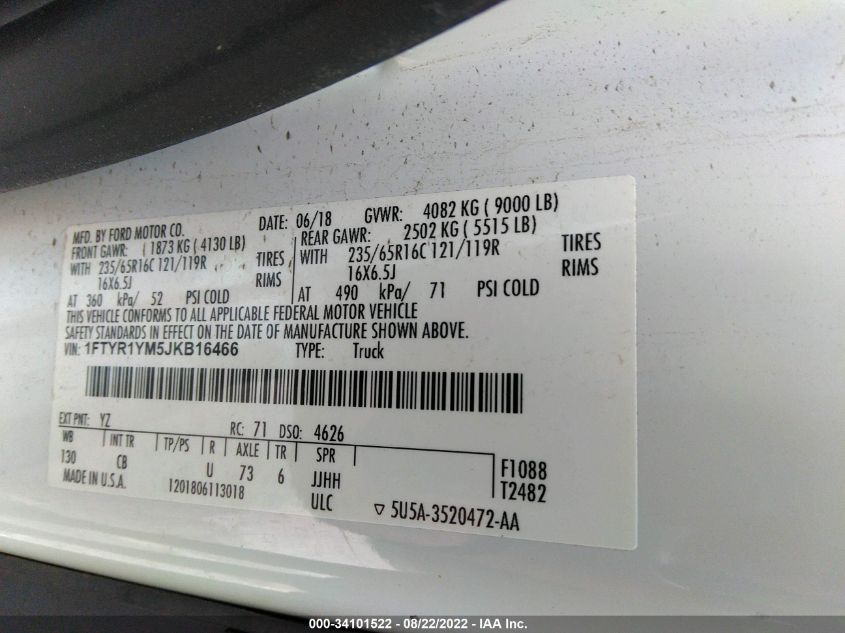 MFD. BY FORD MOTOR CO. DATE: 06/18 GVWR: 4082 KG ( 9000 LB)
FRONT GAWR: ( 1873 KG ( 4130 LB) REAR GAWR: 2502 KG ( 5515 LB)
WITH 235/65R16C 121/119R TIRES WITH 235/65R16C 121/119R TIRES
16X6.5J RIMS 16X6.5J RIMS
AT 360 kPa/ 52 PSI COLD AT 490 kPa/ 71 PSI COLD
THIS VEHICLE CONFORMS TO ALL APPLICABLE FEDERAL MOTOR VEHICLE
SAFETY STANDARDS IN EFFECT ON THE DATE OF MANUFACTURE SHOWN ABOVE.
VIN: 1FTYR1YM5JKB16466 TYPE: Truck
EXT PNT: YZ RC: 71 DSO: 4626
WB INT TR TP/PS R AXLE TR SPR
130 CB U 73 6 JJHH F1088
MADE IN U.S.A. 1201806113018 ULC T2482
▽ 5U5A-3520472-AA
000-34101522 - 08/22/2022 - IAA Inc.